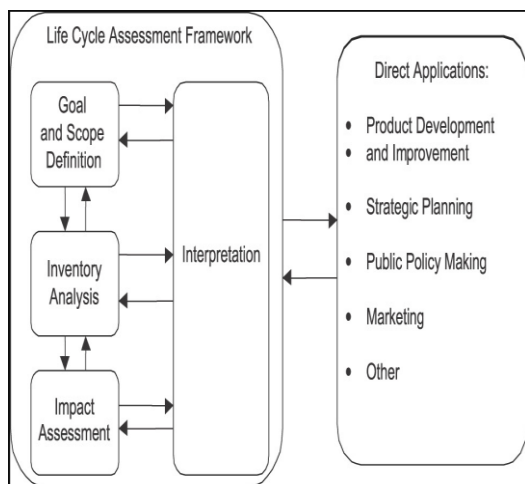 Life Cycle Assessment Framework
Goal
and Scope
Definition
Inventory
Analysis
Impact
Assessment
Interpretation
Direct Applications:
• Product Development
• and Improvement
• Strategic Planning
• Public Policy Making
• Marketing
• Other